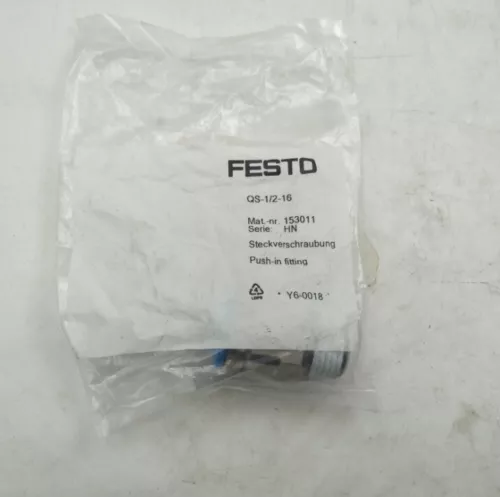 FESTO
QS-1/2-16
Mat.-nr. 153011
Serie: HN
Steckverschraubung
Push-in fitting
Y6-0018